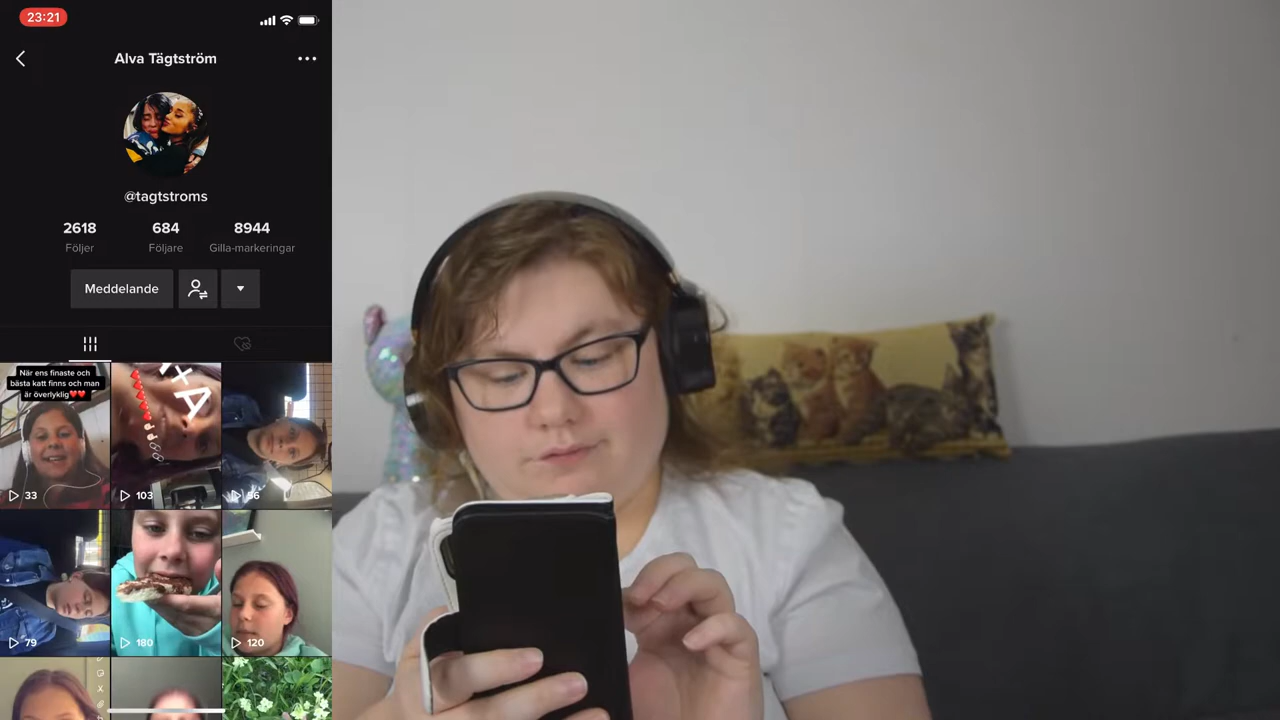 23:21
Alva Tägtström
@tagtstroms
2618 684 8944
Följer Följare Gilla-markeringar
Meddelande
När ens finaste och
bästa katt finns och man
är överlyklig❤️❤️
+A
33 103 56
79 180 120